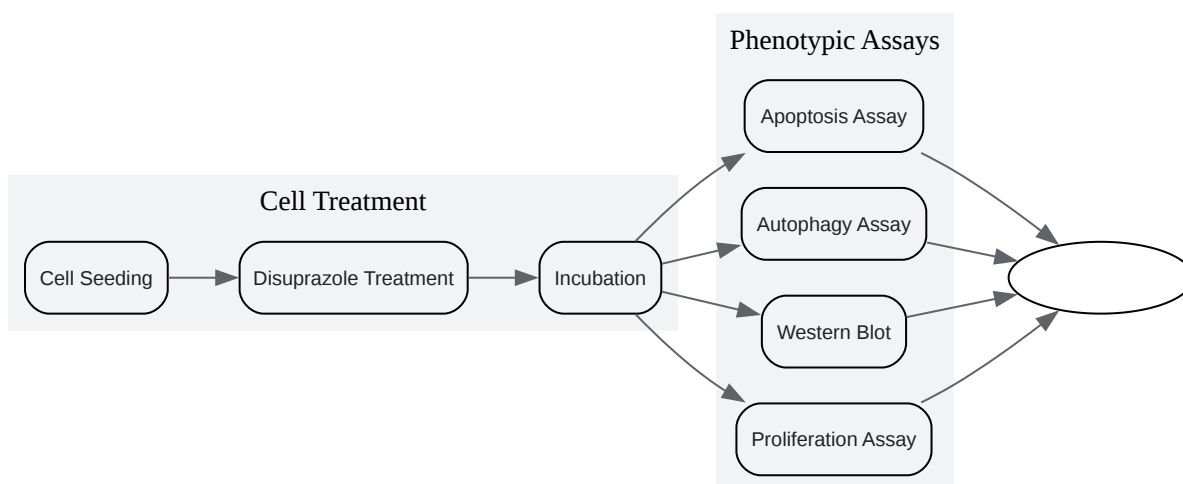 Cell Treatment
Cell Seeding
Disuprazole Treatment
Incubation
Phenotypic Assays
Apoptosis Assay
Autophagy Assay
Western Blot
Proliferation Assay